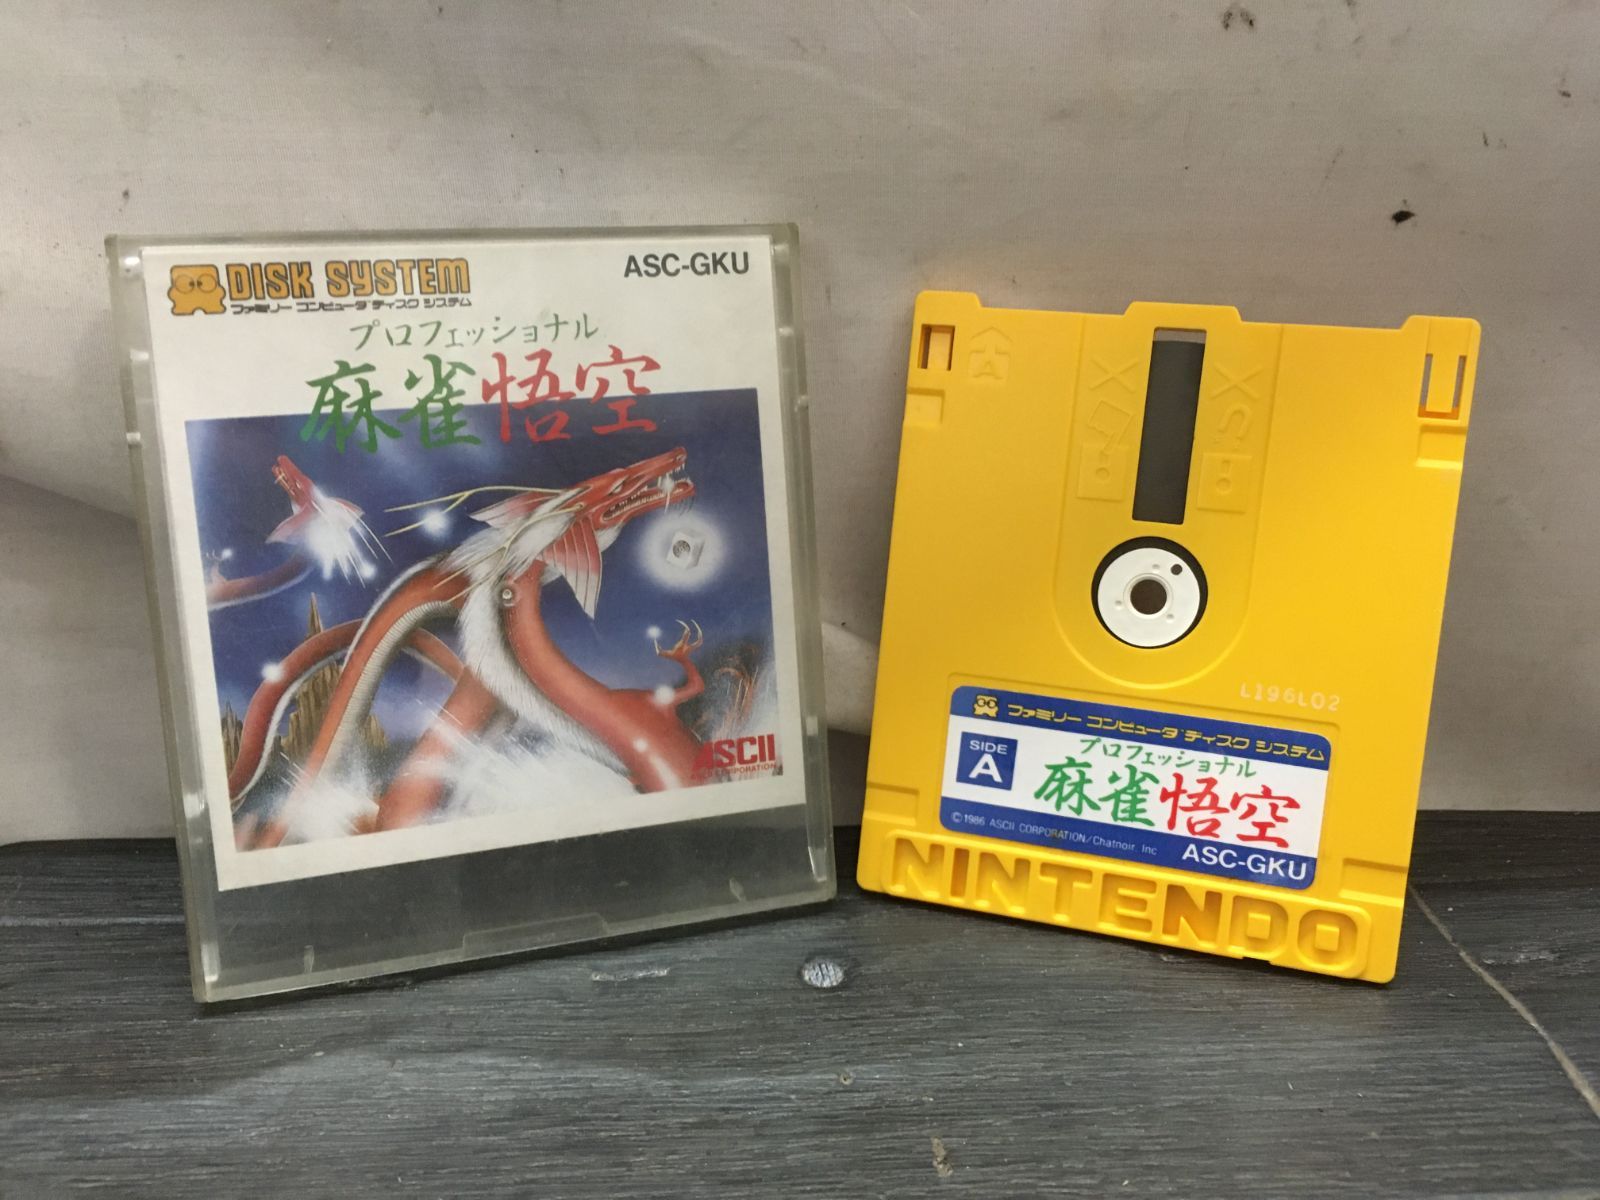 DISK SYSTEM
ファミリー コンピュータ ディスク システム
ASC-GKU
プロフェッショナル
麻雀悟空
ASCII
ASCII CORPORATION
L196L02
ファミリー コンピュータ ディスク システム
SIDE
A
プロフェッショナル
麻雀悟空
©1986 ASCII CORPORATION/Chatnoir. Inc
ASC-GKU
NINTENDO